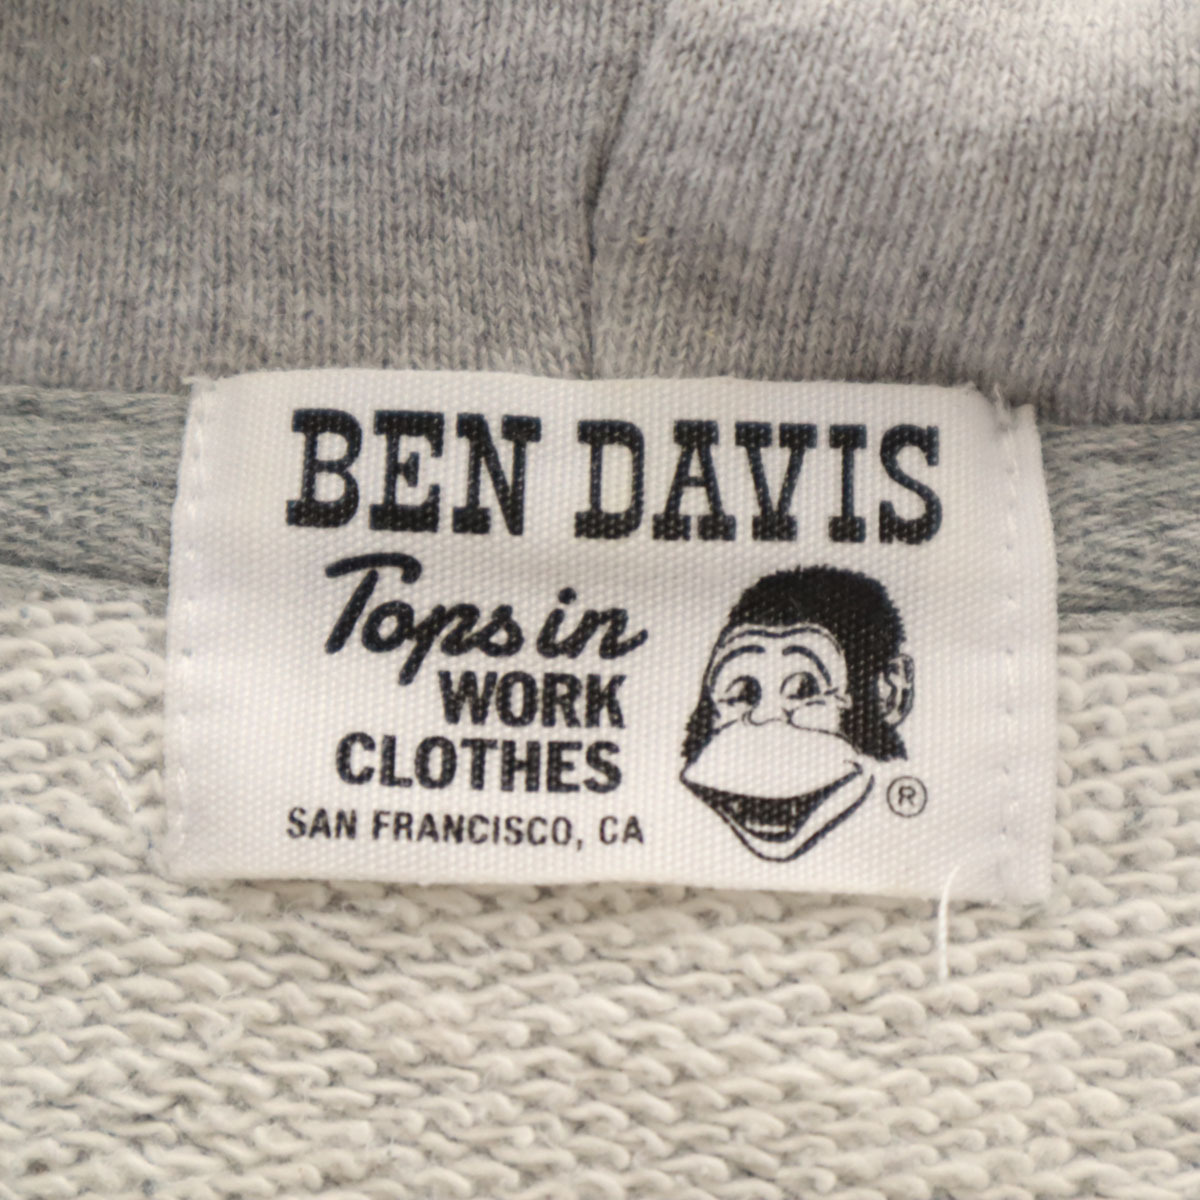 BEN DAVIS
Tops in
WORK
CLOTHES
SAN FRANCISCO, CA
®